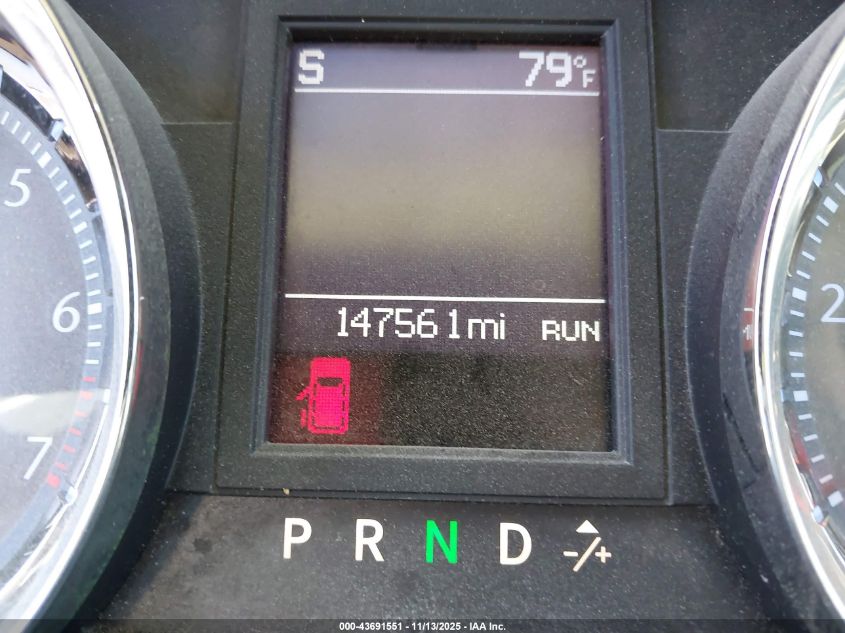 S 79°F
5
6
7
2
147561mi RUN
P R N D -/+
000-43691551 - 11/13/2025 - IAA Inc.